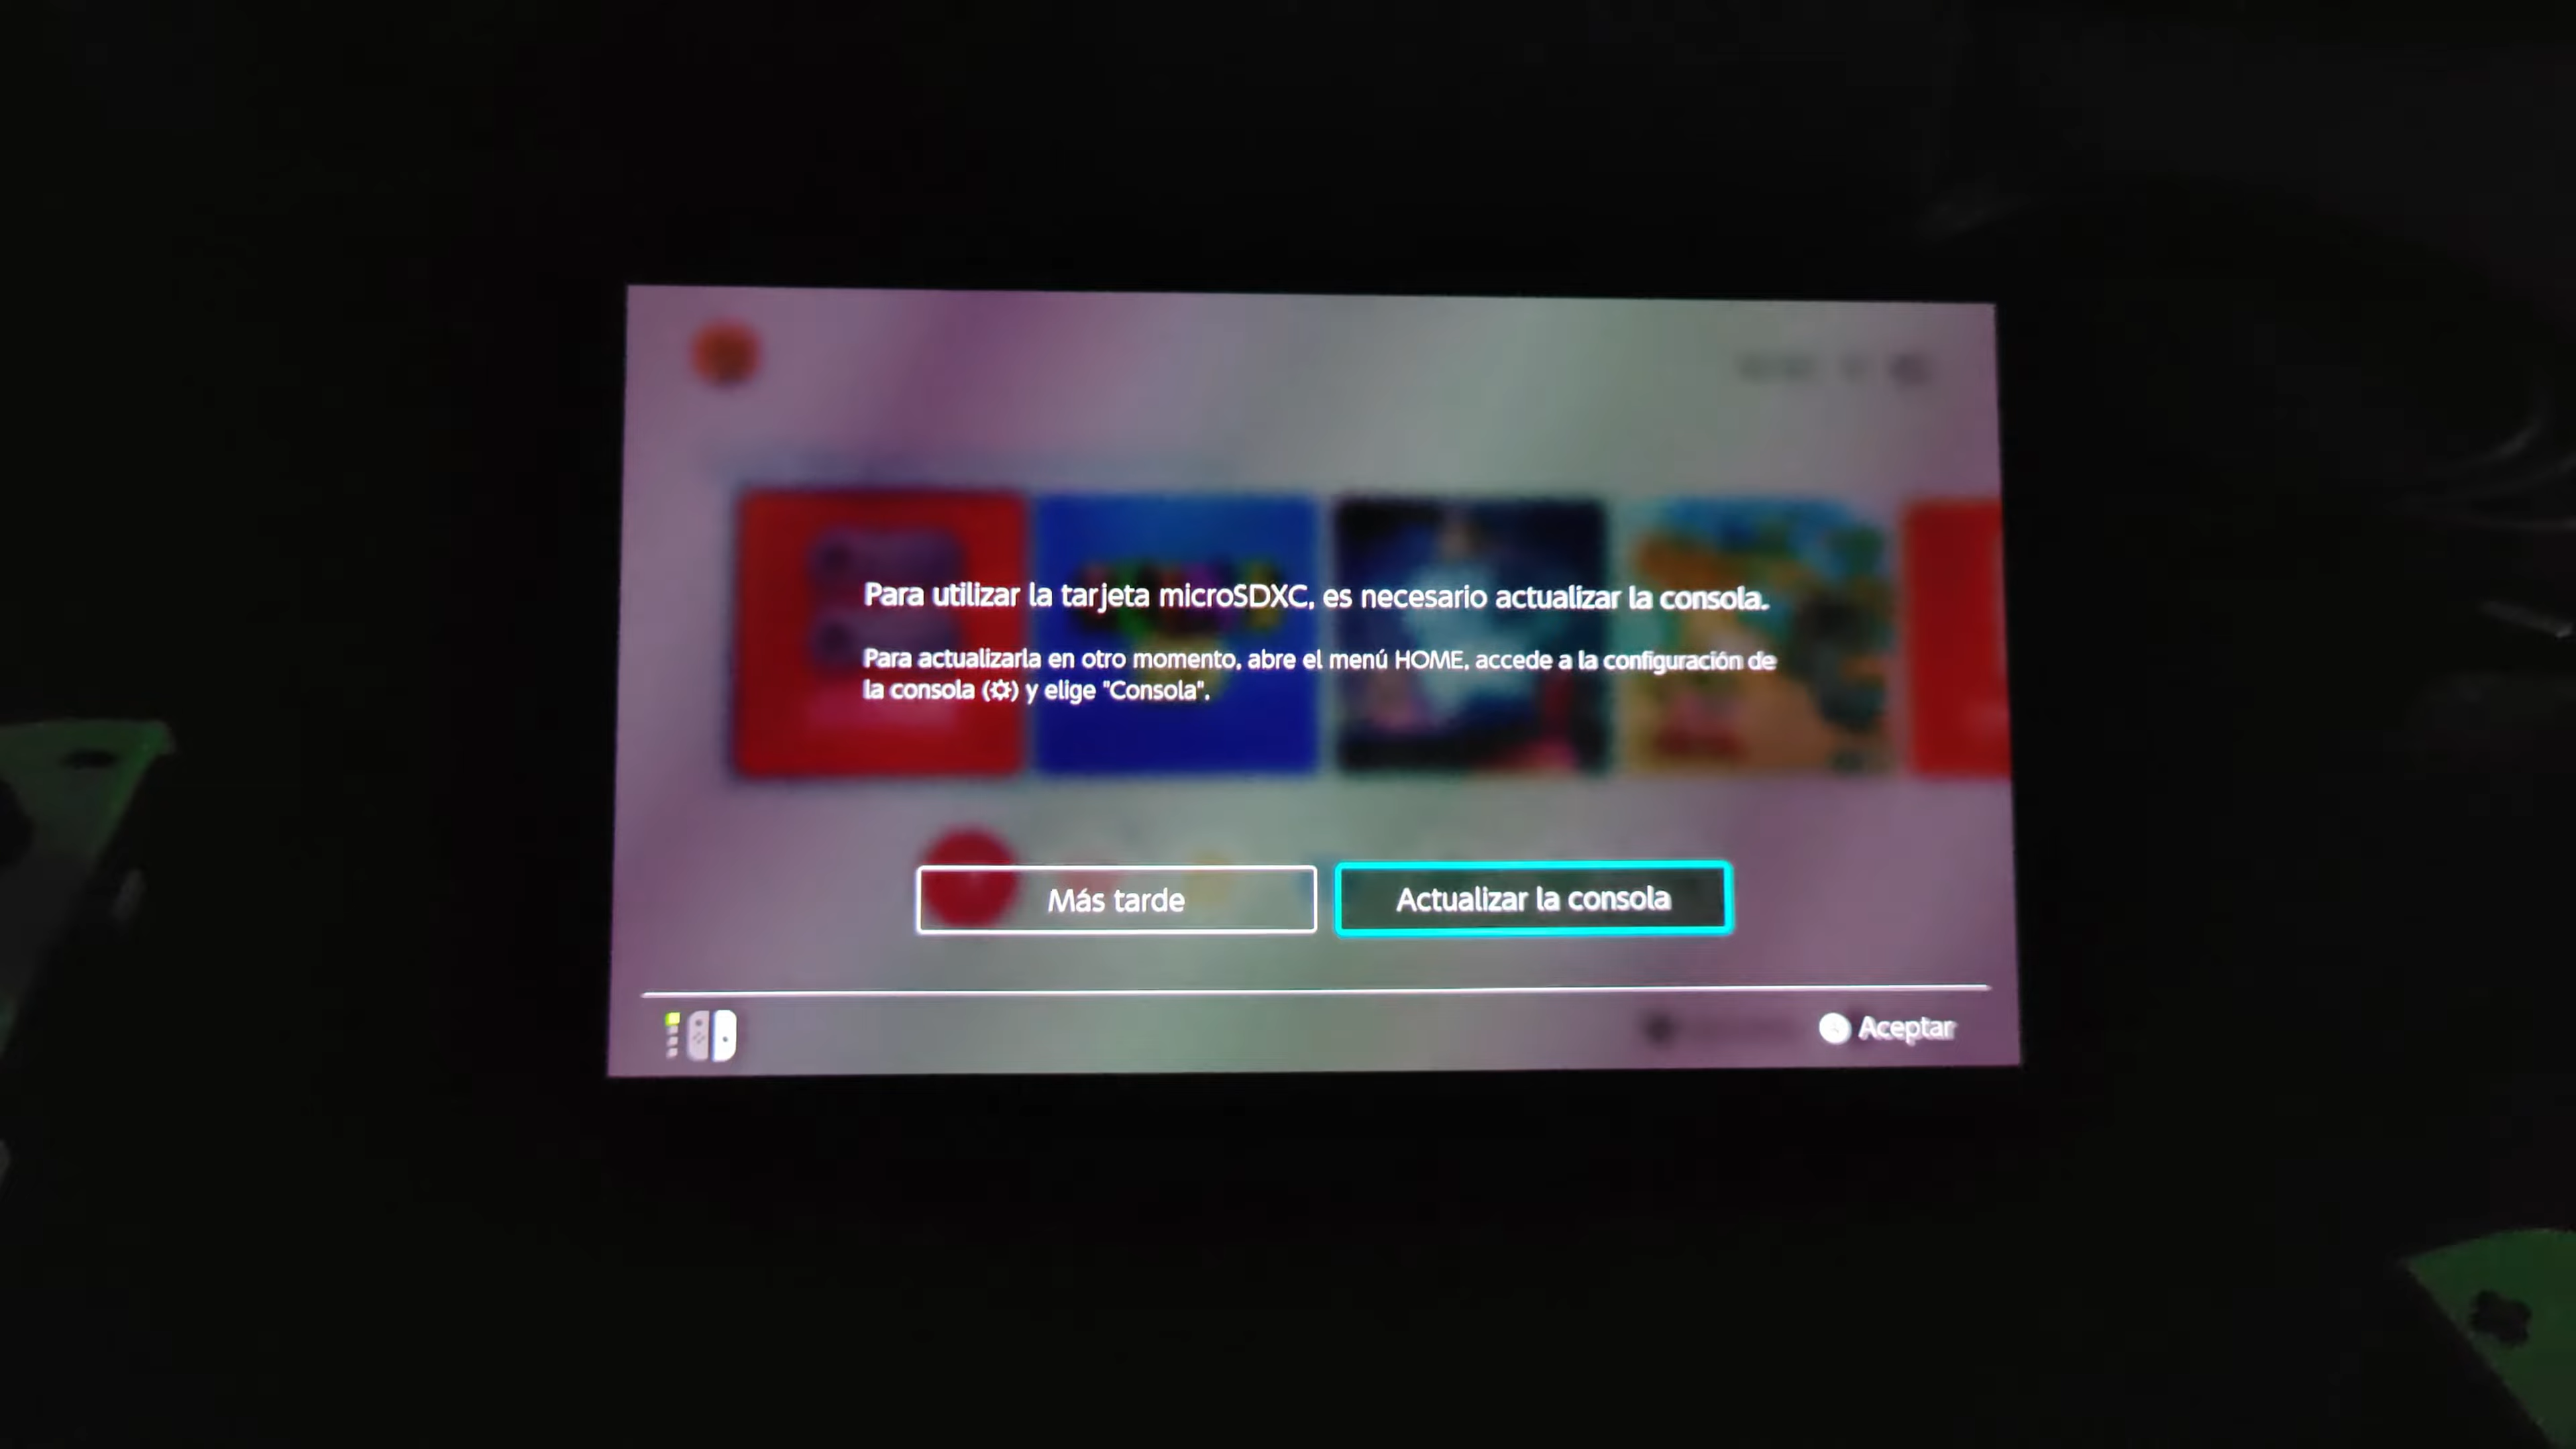 Para utilizar la tarjeta microSDXC, es necesario actualizar la consola.
Para actualizarla en otro momento, abre el menú HOME, accede a la configuración de
la consola (⚙) y elige "Consola".
Más tarde
Actualizar la consola
Aceptar